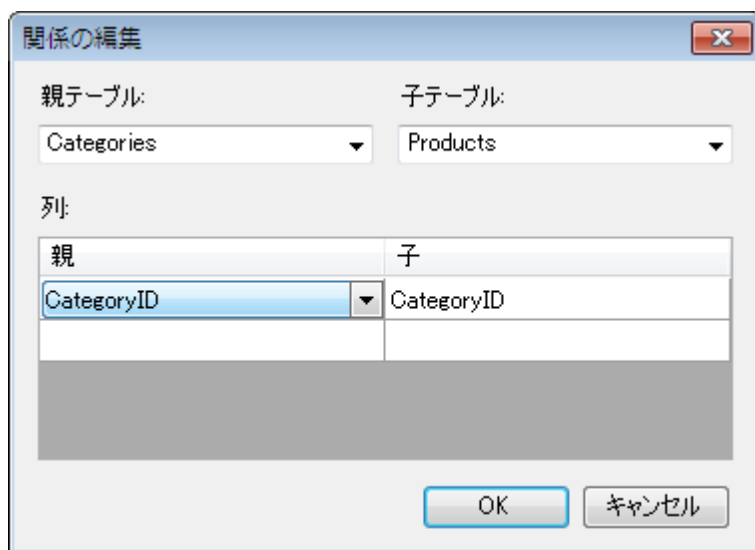 関係の編集
親テーブル: 子テーブル:
Categories Products
列:
親 子
CategoryID CategoryID
OK キャンセル